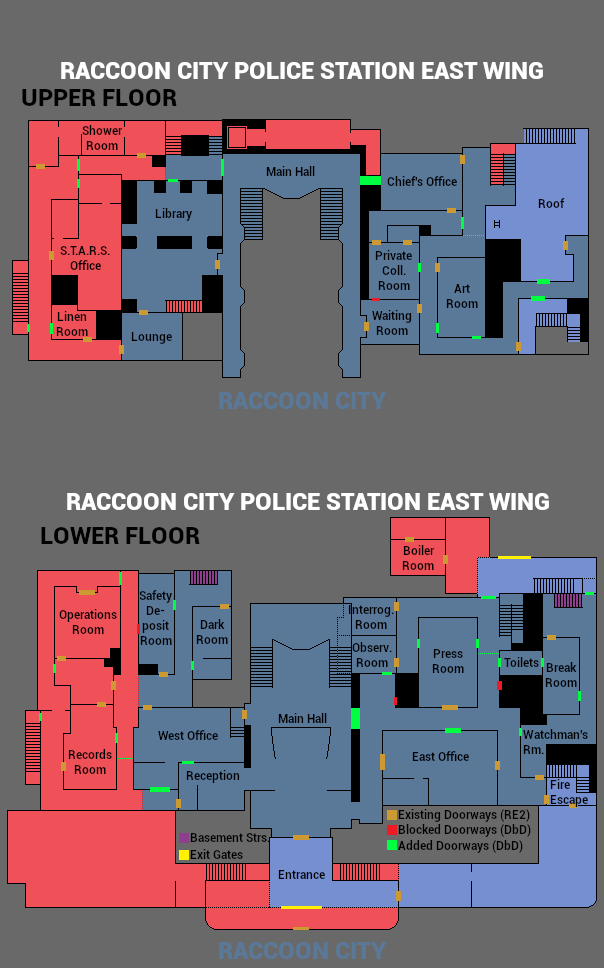 RACCOON CITY POLICE STATION EAST WING
UPPER FLOOR
Shower
Room
Main Hall
Chief's Office
Library
Roof
S.T.A.R.S.
Office
Private
Coll.
Room
Art
Room
Linen
Room
Lounge
Waiting
Room
RACCOON CITY
RACCOON CITY POLICE STATION EAST WING
LOWER FLOOR
Boiler
Room
Safety
De-
posit
Room
Operations
Room
Dark
Room
Interrog.
Room
Observ.
Room
Press
Room
Toilets
Break
Room
Main Hall
West Office
Watchman's
Rm.
Records
Room
East Office
Reception
Fire
Escape
Existing Doorways (RE2)
Blocked Doorways (DbD)
Added Doorways (DbD)
Basement Strs.
Exit Gates
Entrance
RACCOON CITY